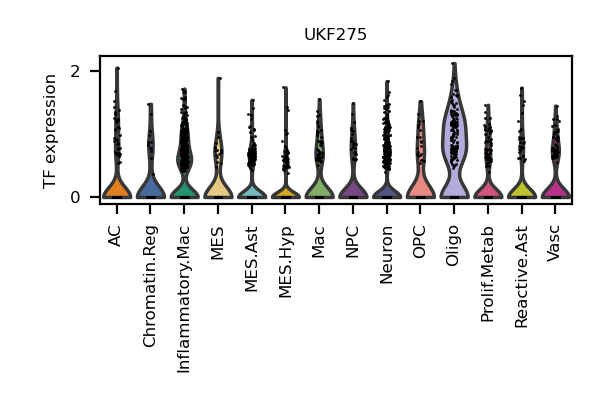 UKF275
TF expression
2
0
AC
Chromatin.Reg
Inflammatory.Mac
MES
MES.Ast
MES.Hyp
Mac
NPC
Neuron
OPC
Oligo
Prolif.Metab
Reactive.Ast
Vasc